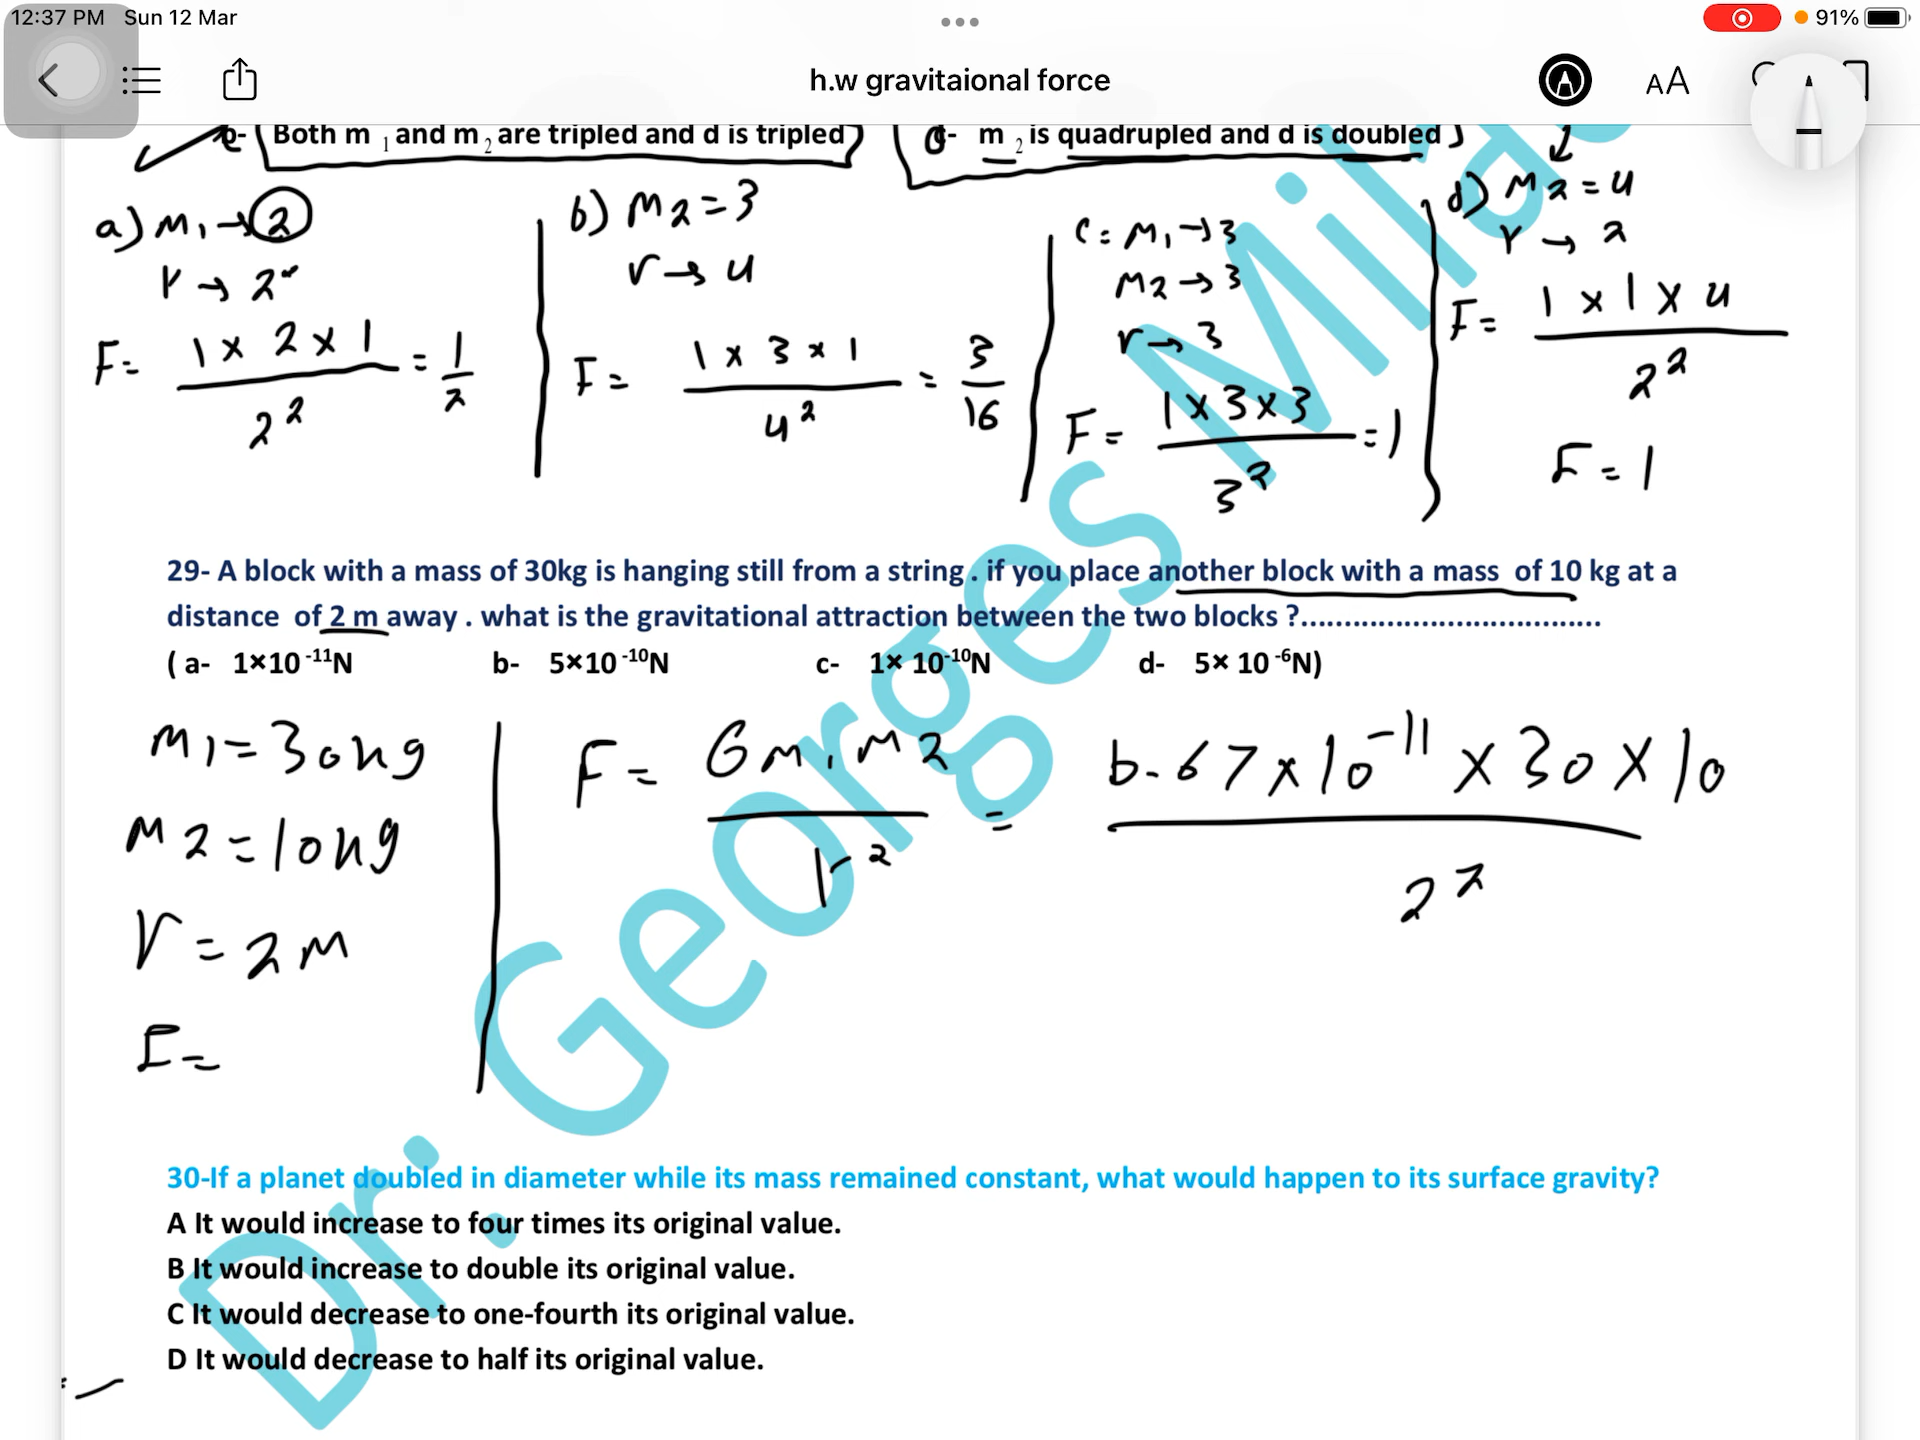 12:37 PM Sun 12 Mar
91%
h.w gravitaional force
AA
Both m 1 and m 2 are tripled and d is tripled) - m 2 is quadrupled and d is doubled )
a) M1 → 2
r → 2
F = 1 × 2 × 1 / 2² = 1/2
b) M2 = 3
r → 4
F = 1 × 3 × 1 / 4² = 3/16
C = M1 → 3
M2 → 3
r → 3
F = 1 × 3 × 3 / 3² = 1
d) M2 = 4
r → 2
F = 1 × 1 × 4 / 2²
F = 1
29- A block with a mass of 30kg is hanging still from a string . if you place another block with a mass of 10 kg at a
distance of 2 m away . what is the gravitational attraction between the two blocks ?..................................
( a- 1×10 -11N b- 5×10 -10N c- 1× 10-10N d- 5× 10 -6N)
M1 = 30kg
M2 = 10kg
r = 2m
F =
F = G M1 M2 / r² = 6.67 × 10⁻¹¹ × 30 × 10 / 2²
30-If a planet doubled in diameter while its mass remained constant, what would happen to its surface gravity?
A It would increase to four times its original value.
B It would increase to double its original value.
C It would decrease to one-fourth its original value.
D It would decrease to half its original value.
Dr. Georges Mila